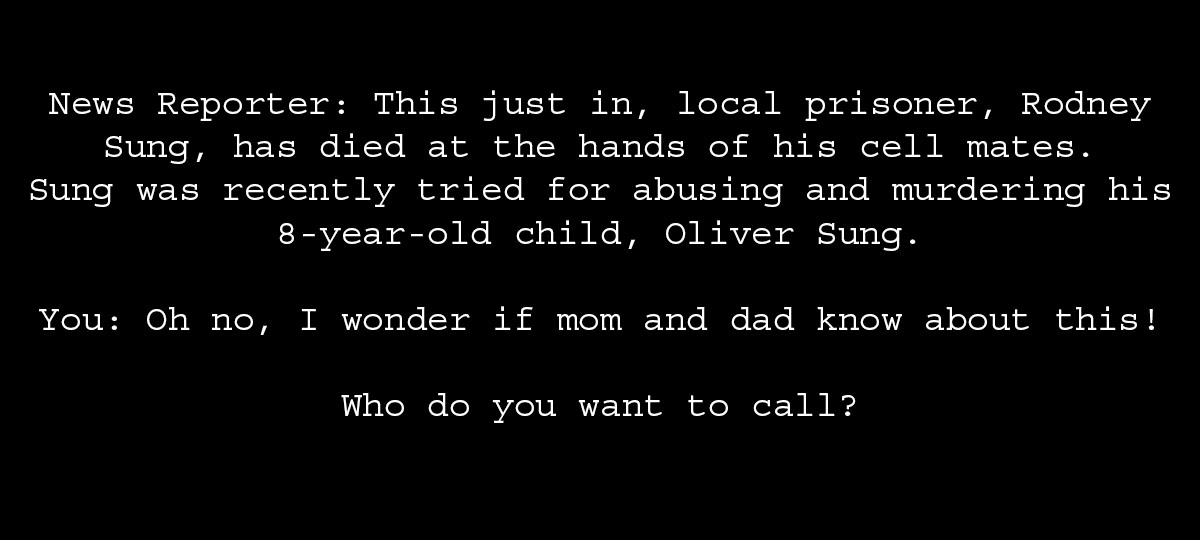 News Reporter: This just in, local prisoner, Rodney
Sung, has died at the hands of his cell mates.
Sung was recently tried for abusing and murdering his
8-year-old child, Oliver Sung.
You: Oh no, I wonder if mom and dad know about this!
Who do you want to call?